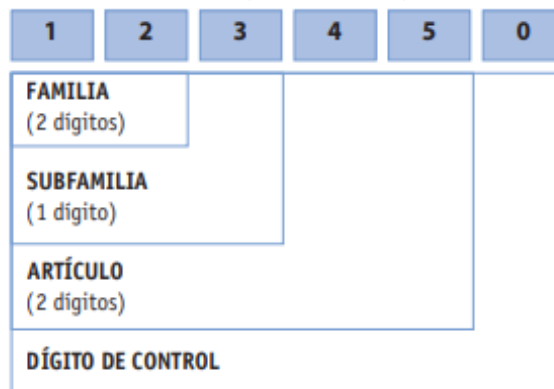 1 2 3 4 5 0
FAMILIA
(2 dígitos)
SUBFAMILIA
(1 dígito)
ARTÍCULO
(2 dígitos)
DÍGITO DE CONTROL